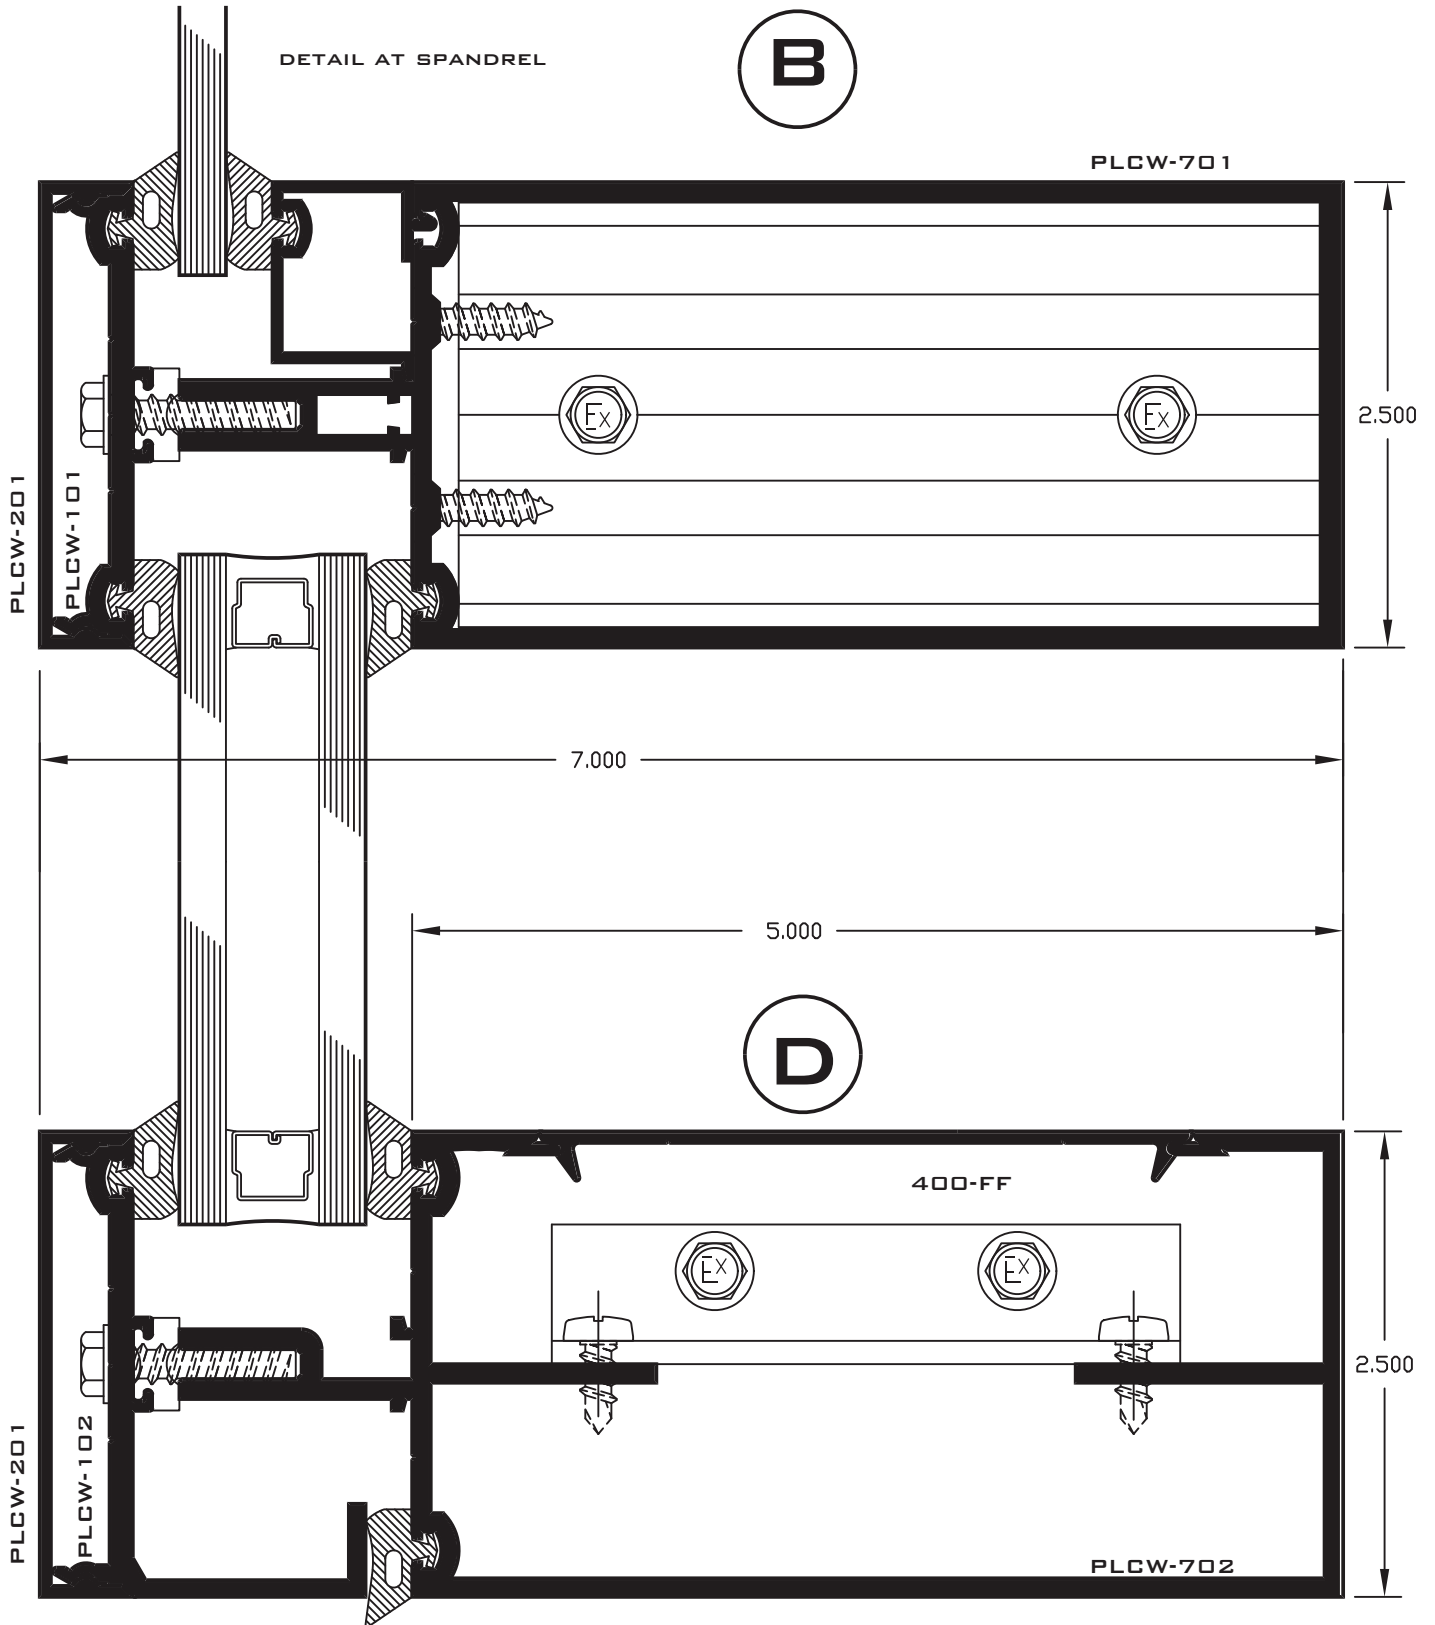 DETAIL AT SPANDREL
B
PLCW-701
Ex
Ex
2.500
PLCW-201
PLCW-101
7.000
5.000
D
400-FF
Ex
Ex
2.500
PLCW-201
PLCW-102
PLCW-702